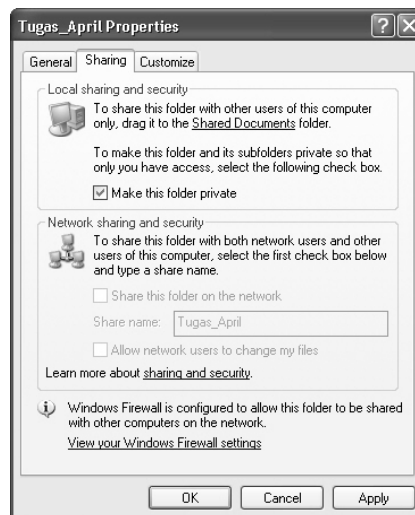 Tugas_April Properties
General
Sharing
Customize
Local sharing and security
To share this folder with other users of this computer
only, drag it to the Shared Documents folder.
To make this folder and its subfolders private so that
only you have access, select the following check box.
Make this folder private
Network sharing and security
To share this folder with both network users and other
users of this computer, select the first check box below
and type a share name.
Share this folder on the network
Share name:
Tugas_April
Allow network users to change my files
Learn more about sharing and security.
Windows Firewall is configured to allow this folder to be shared
with other computers on the network.
View your Windows Firewall settings
OK
Cancel
Apply